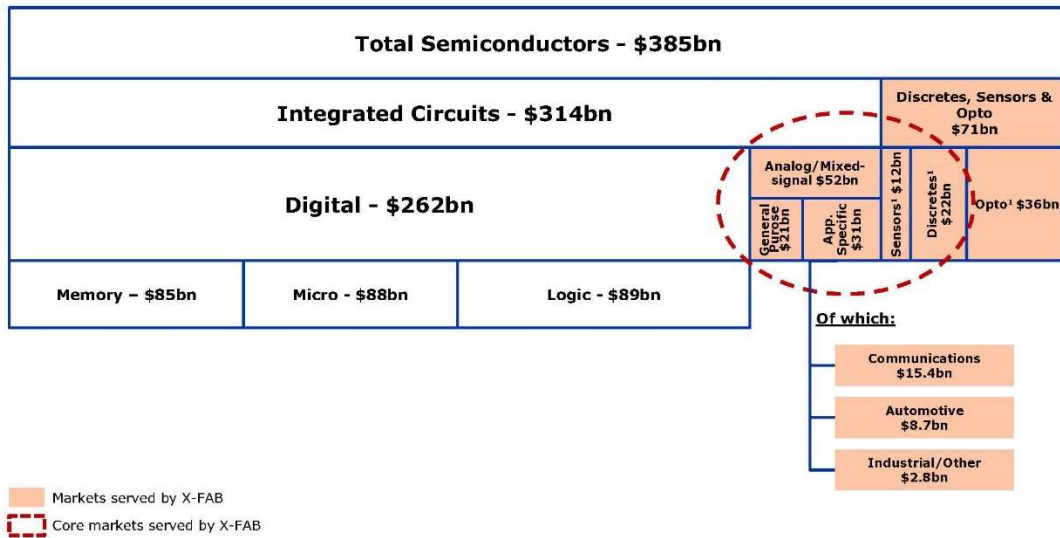 Total Semiconductors - $385bn
Integrated Circuits - $314bn
Discretes, Sensors &
Opto
$71bn
Digital - $262bn
Analog/Mixed-
signal $52bn
General
Purose
$21bn
App.
Specific
$31bn
Sensors¹ $12bn
Discretes¹
$22bn
Opto¹ $36bn
Memory – $85bn
Micro - $88bn
Logic - $89bn
Of which:
Communications
$15.4bn
Automotive
$8.7bn
Industrial/Other
$2.8bn
Markets served by X-FAB
Core markets served by X-FAB